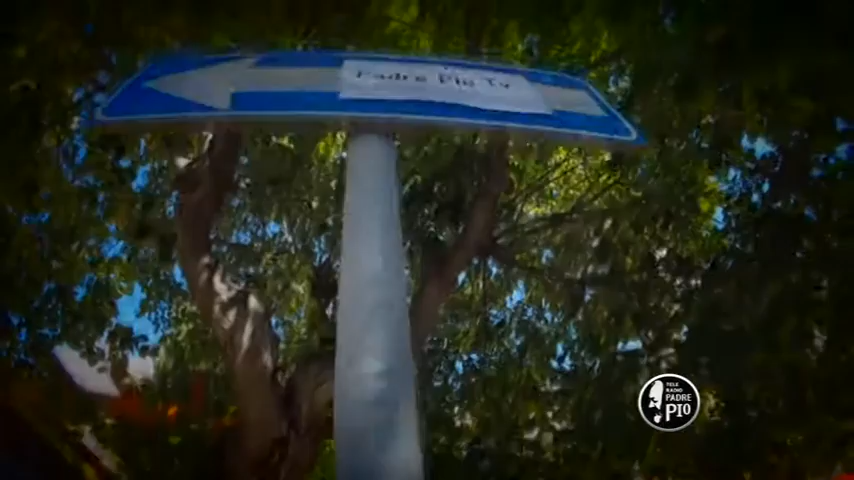 Padre Pio Tv
TELE
RADIO
PADRE
PIO